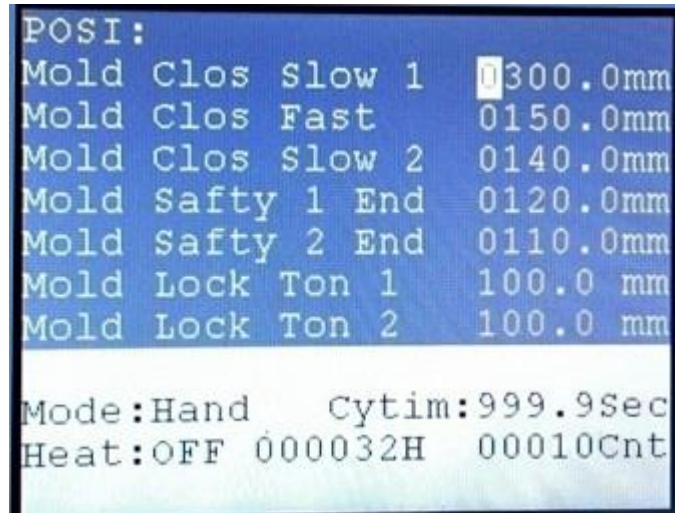 POSI:
Mold Clos Slow 1 0300.0mm
Mold Clos Fast 0150.0mm
Mold Clos Slow 2 0140.0mm
Mold Safty 1 End 0120.0mm
Mold Safty 2 End 0110.0mm
Mold Lock Ton 1 100.0 mm
Mold Lock Ton 2 100.0 mm
Mode:Hand Cytim:999.9Sec
Heat:OFF 000032H 00010Cnt